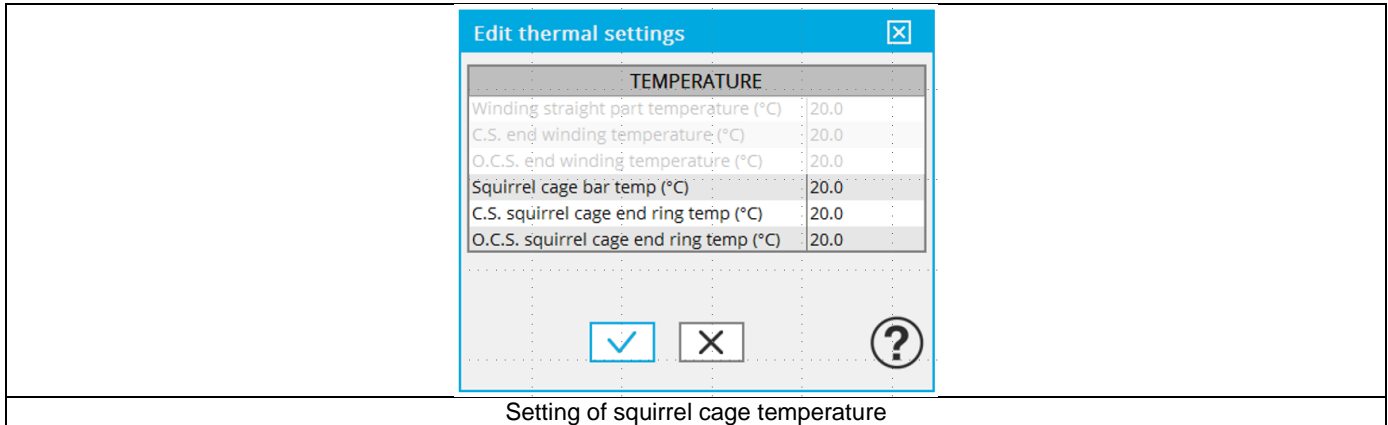 Edit thermal settings
TEMPERATURE
Winding straight part temperature (°C) 20.0
C.S. end winding temperature (°C) 20.0
O.C.S. end winding temperature (°C) 20.0
Squirrel cage bar temp (°C) 20.0
C.S. squirrel cage end ring temp (°C) 20.0
O.C.S. squirrel cage end ring temp (°C) 20.0
?
Setting of squirrel cage temperature